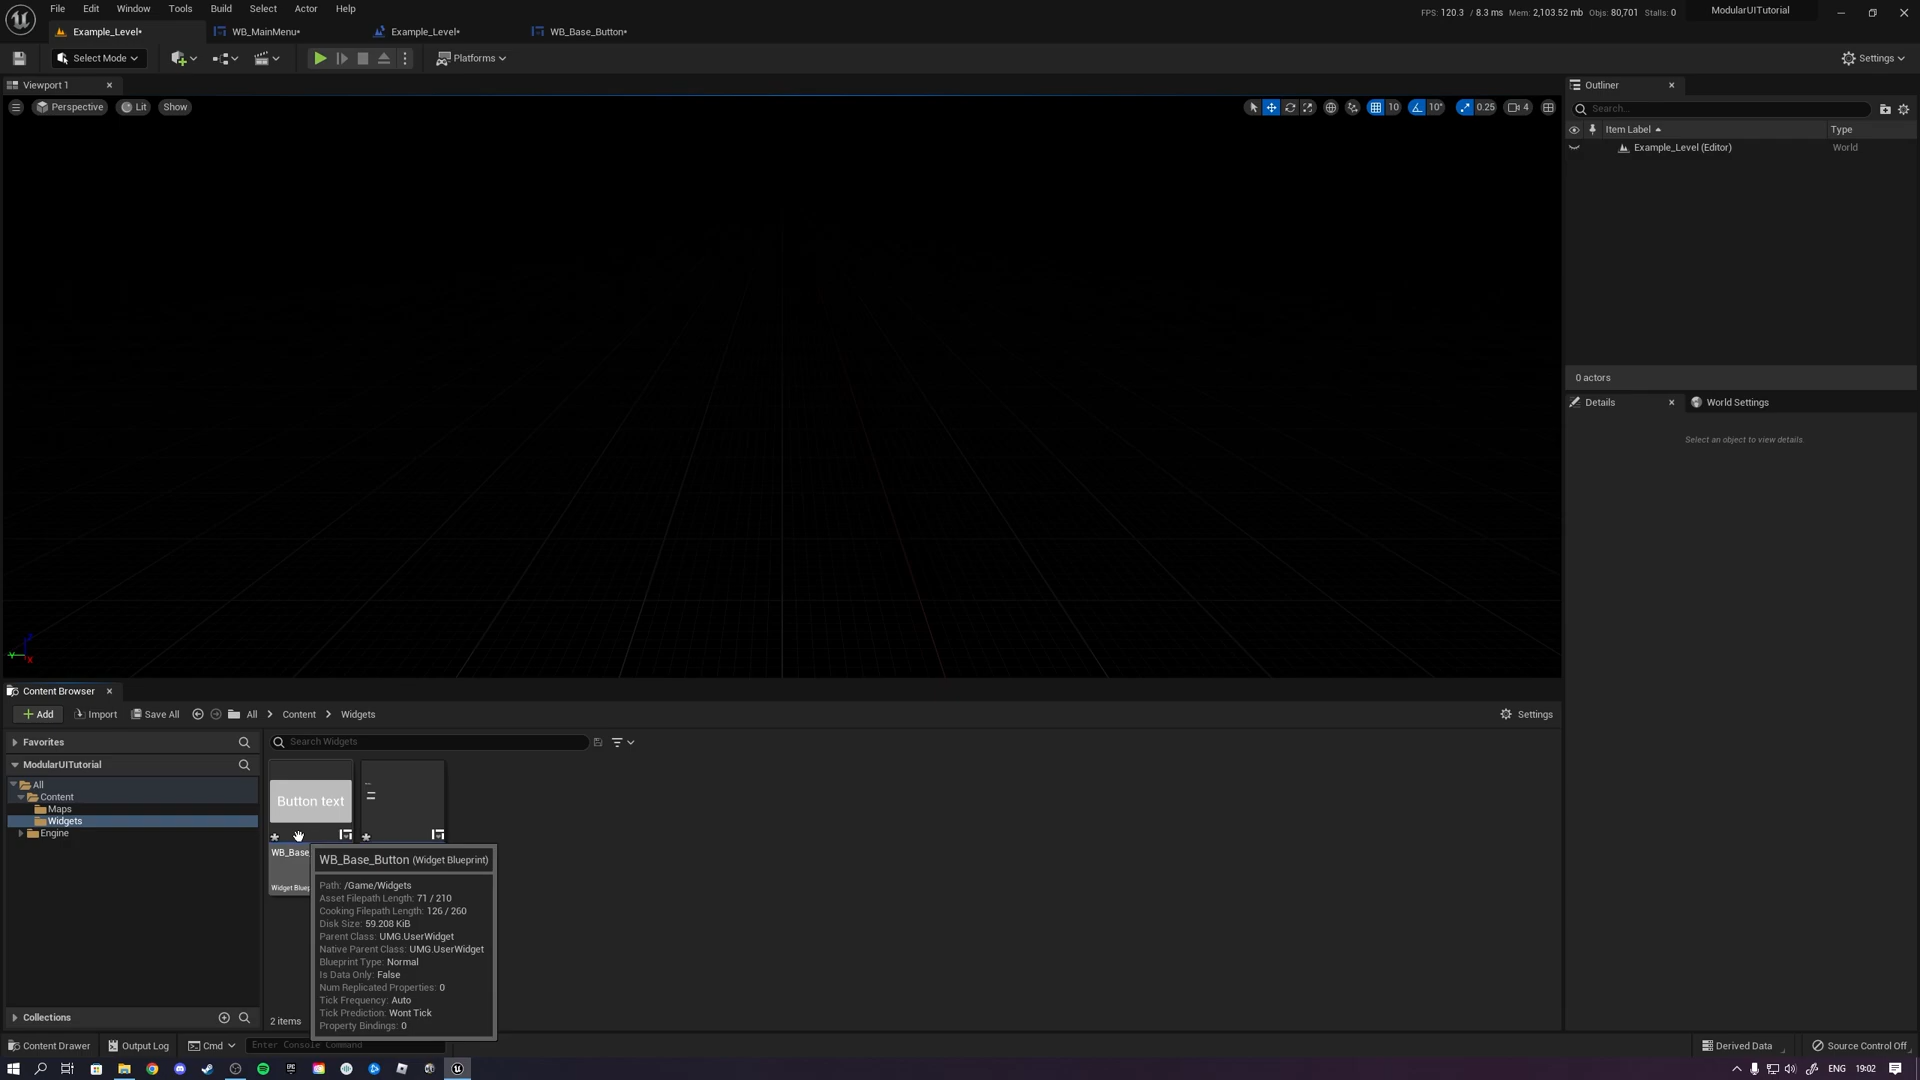 File Edit Window Tools Build Select Actor Help
FPS: 120.3 / 8.3 ms Mem: 2,103.52 mb Objs: 80,701 Stalls: 0
ModularUITutorial
Example_Level• WB_MainMenu• Example_Level• WB_Base_Button•
Select Mode Platforms Settings
Viewport 1
Outliner
Perspective Lit Show
10 10° 0.25 4
Search...
Item Label Type
Example_Level (Editor) World
0 actors
Details World Settings
Select an object to view details.
Y X
Content Browser
Add Import Save All All Content Widgets Settings
Favorites
Search Widgets
ModularUITutorial
All
Content
Maps
Widgets
Engine
Button text
WB_Base_
Widget Bluep
WB_Base_Button (Widget Blueprint)
Path: /Game/Widgets
Asset Filepath Length: 71 / 210
Cooking Filepath Length: 126 / 260
Disk Size: 59.208 KiB
Parent Class: UMG.UserWidget
Native Parent Class: UMG.UserWidget
Blueprint Type: Normal
Is Data Only: False
Num Replicated Properties: 0
Tick Frequency: Auto
Tick Prediction: Wont Tick
Property Bindings: 0
Collections
2 items
Content Drawer Output Log Cmd Enter Console Command
Derived Data Source Control Off
ENG 19:02